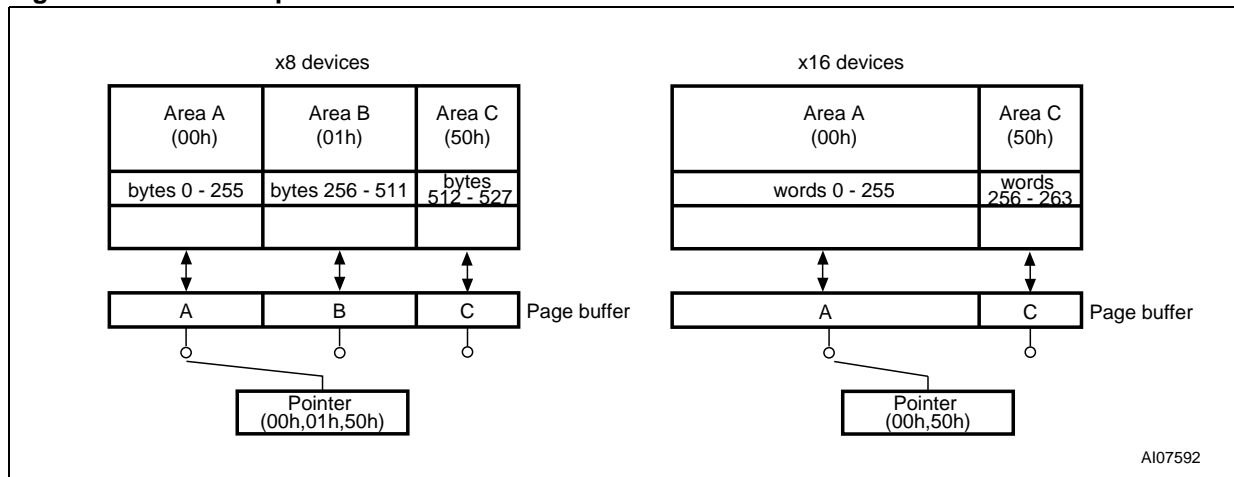 x8 devices
Area A
(00h)
Area B
(01h)
Area C
(50h)
bytes 0 - 255
bytes 256 - 511
bytes
512 - 527
A
B
C
Page buffer
Pointer
(00h,01h,50h)
x16 devices
Area A
(00h)
Area C
(50h)
words 0 - 255
words
256 - 263
A
C
Page buffer
Pointer
(00h,50h)
AI07592